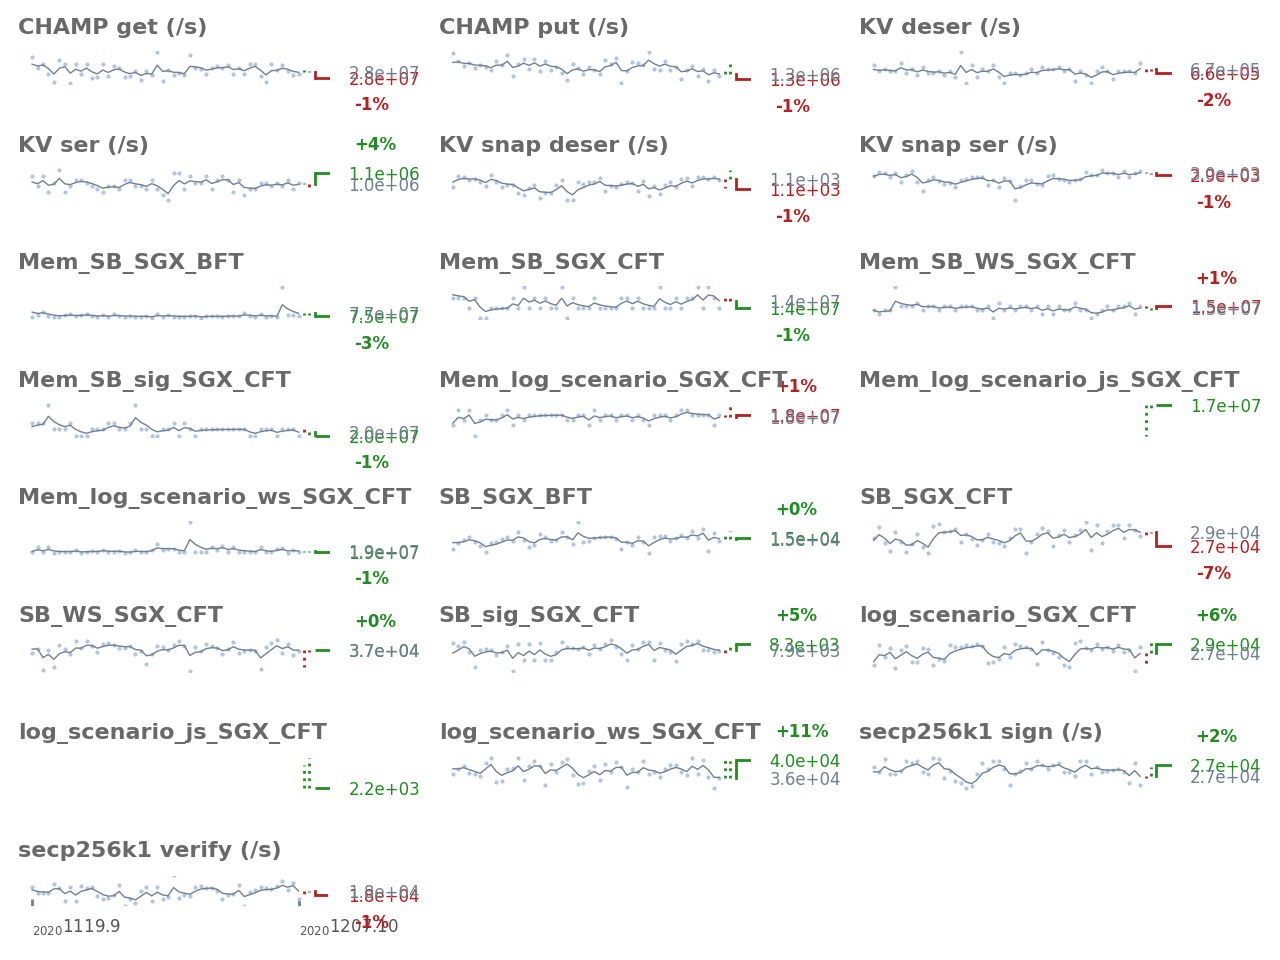 CHAMP get (/s) CHAMP put (/s) KV deser (/s)
2.8e+07 1.3e+06 6.7e+05
2.8e+07 1.3e+06 6.6e+05
-1% -1% -2%
KV ser (/s) +4% KV snap deser (/s) KV snap ser (/s)
1.1e+06 1.1e+03 3.0e+03
1.0e+06 1.1e+03 2.9e+03
-1% -1%
Mem_SB_SGX_BFT Mem_SB_SGX_CFT Mem_SB_WS_SGX_CFT
+1%
7.7e+07 1.4e+07 1.5e+07
7.5e+07 1.4e+07 1.5e+07
-3% -1%
Mem_SB_sig_SGX_CFT Mem_log_scenario_SGX_CFT +1% Mem_log_scenario_js_SGX_CFT
2.0e+07 1.8e+07 1.7e+07
2.0e+07 1.8e+07
-1%
Mem_log_scenario_ws_SGX_CFT SB_SGX_BFT +0% SB_SGX_CFT
1.9e+07 1.5e+04 2.9e+04
1.9e+07 1.5e+04 2.7e+04
-1% -7%
SB_WS_SGX_CFT +0% SB_sig_SGX_CFT +5% log_scenario_SGX_CFT +6%
3.7e+04 8.3e+03 2.9e+04
3.7e+04 7.9e+03 2.7e+04
log_scenario_js_SGX_CFT log_scenario_ws_SGX_CFT +11% secp256k1 sign (/s) +2%
2.2e+03 4.0e+04 2.7e+04
3.6e+04 2.7e+04
secp256k1 verify (/s)
1.8e+04
1.8e+04
-1%
2020 1119.9 2020 1207.10